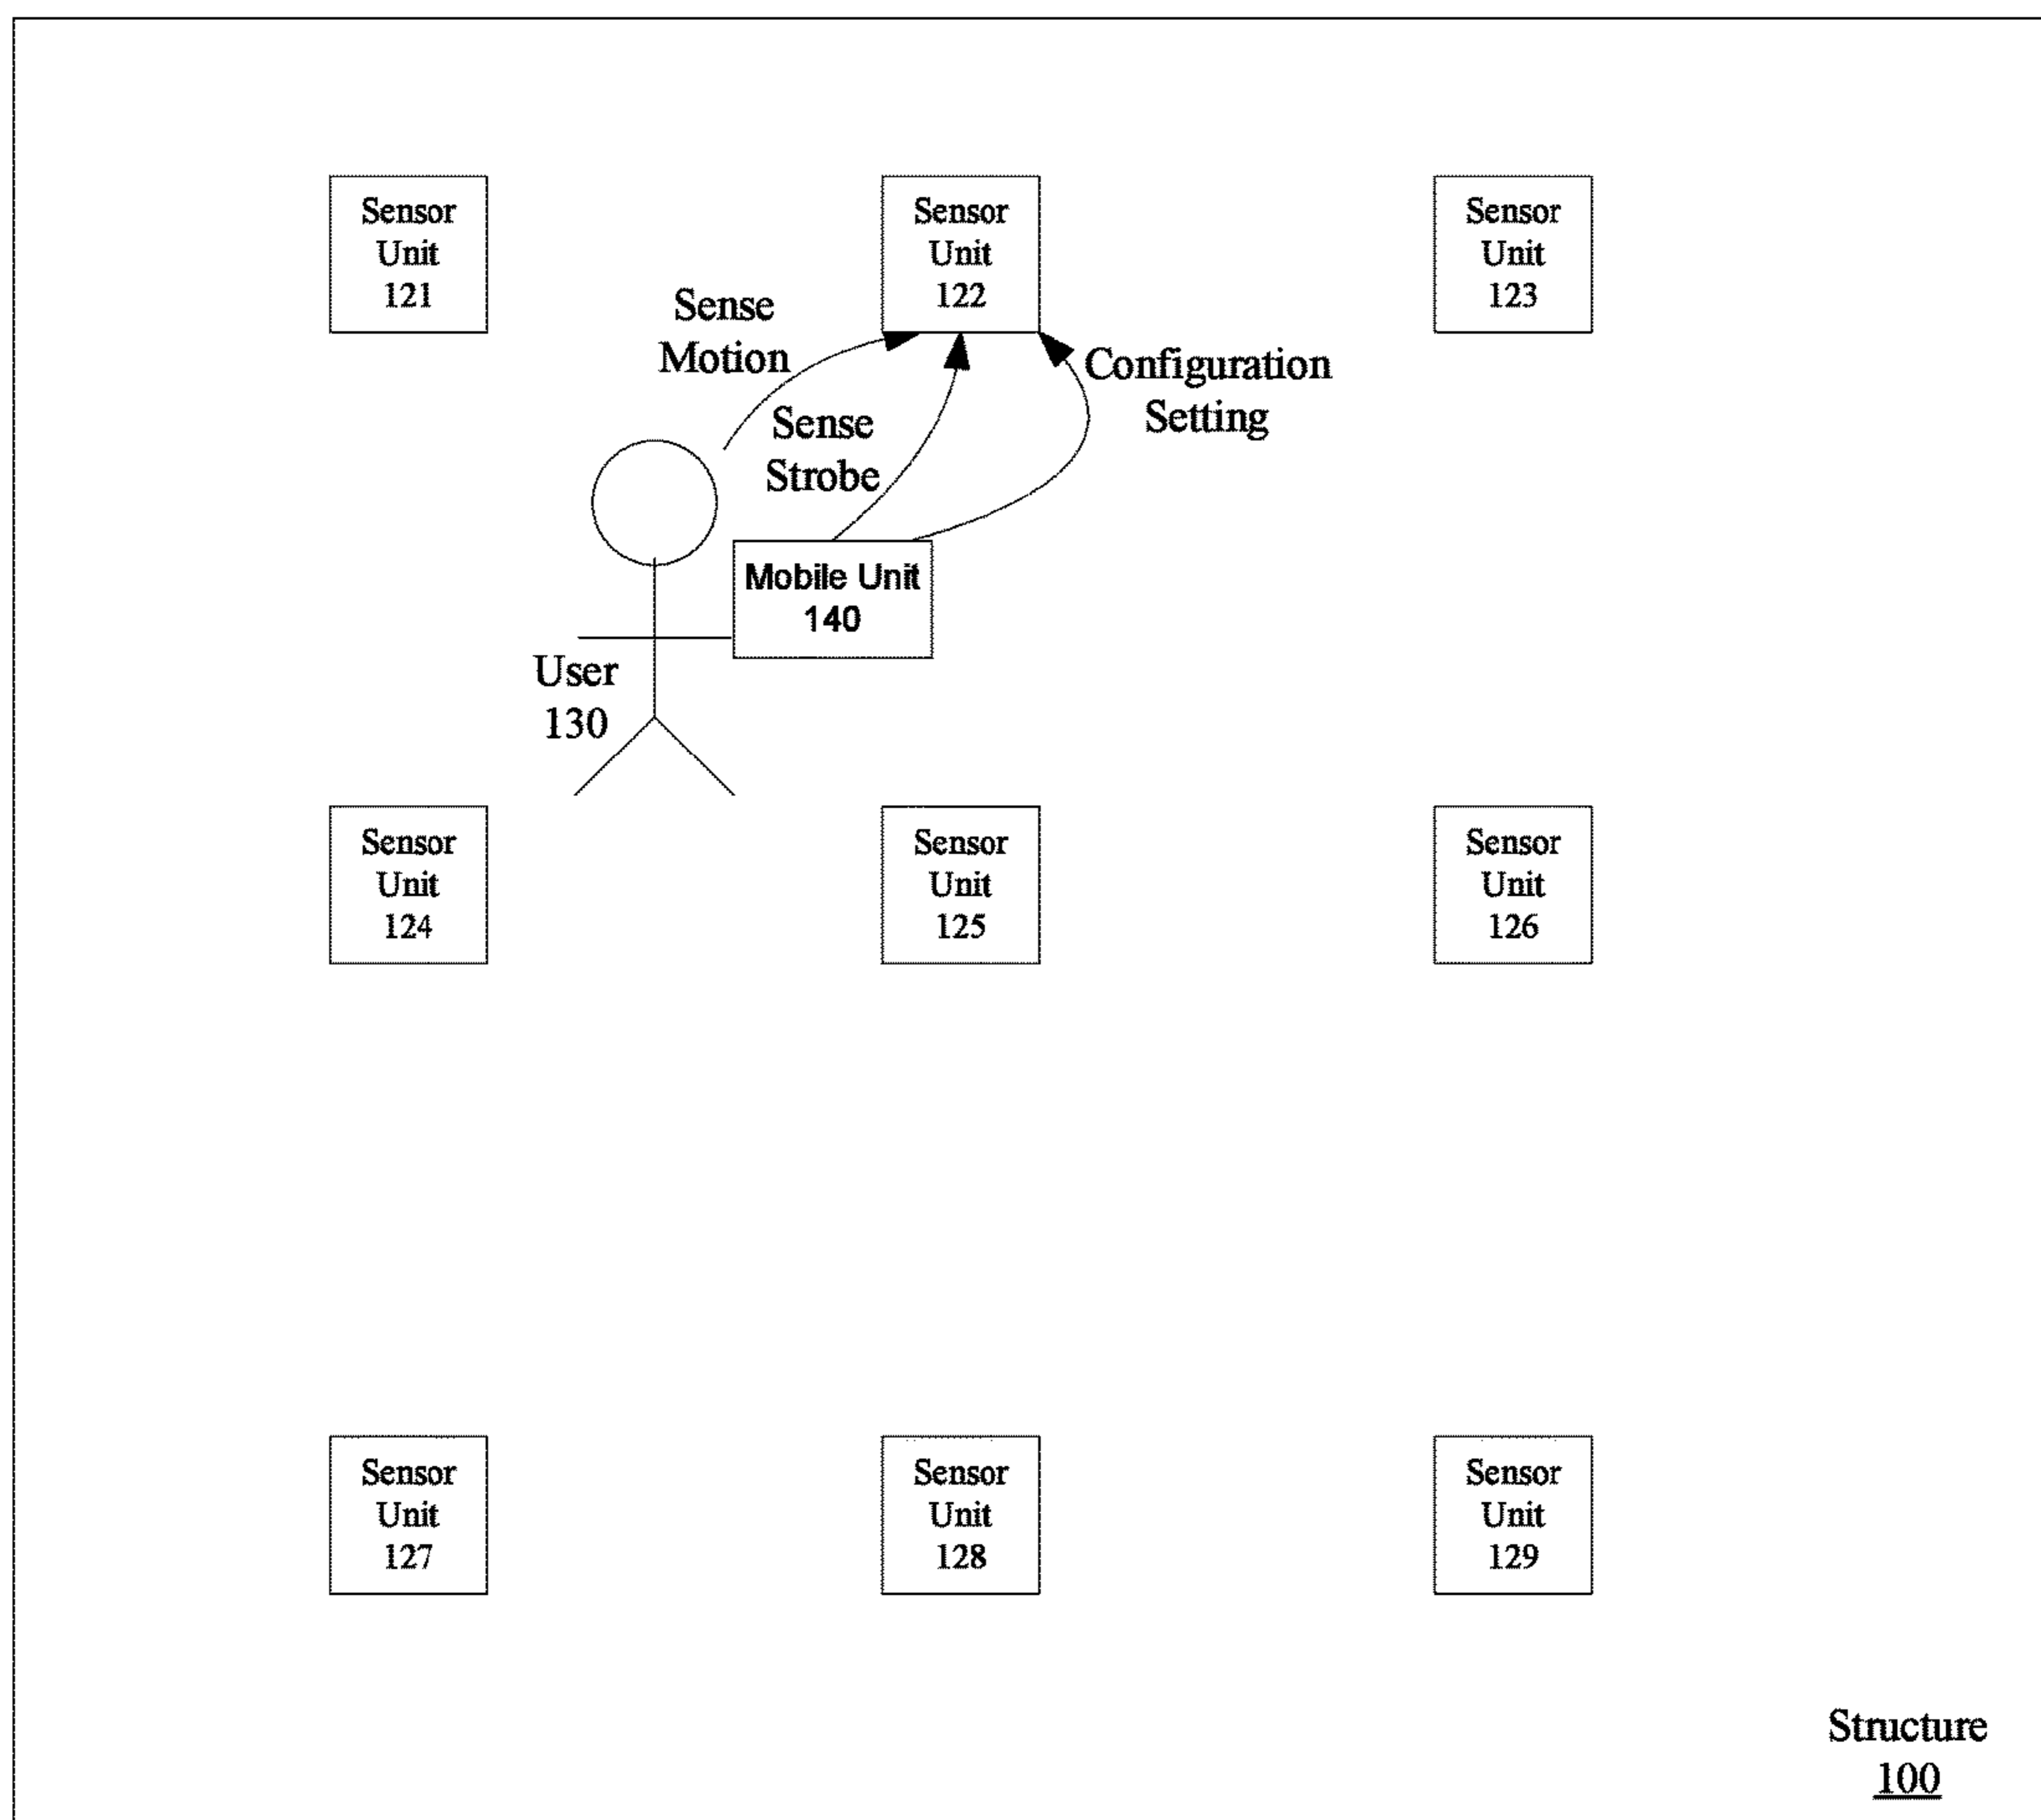 Sensor
Unit
121
Sensor
Unit
122
Sensor
Unit
123
Sense
Motion
Configuration
Setting
Sense
Strobe
Mobile Unit
140
User
130
Sensor
Unit
124
Sensor
Unit
125
Sensor
Unit
126
Sensor
Unit
127
Sensor
Unit
128
Sensor
Unit
129
Structure
100